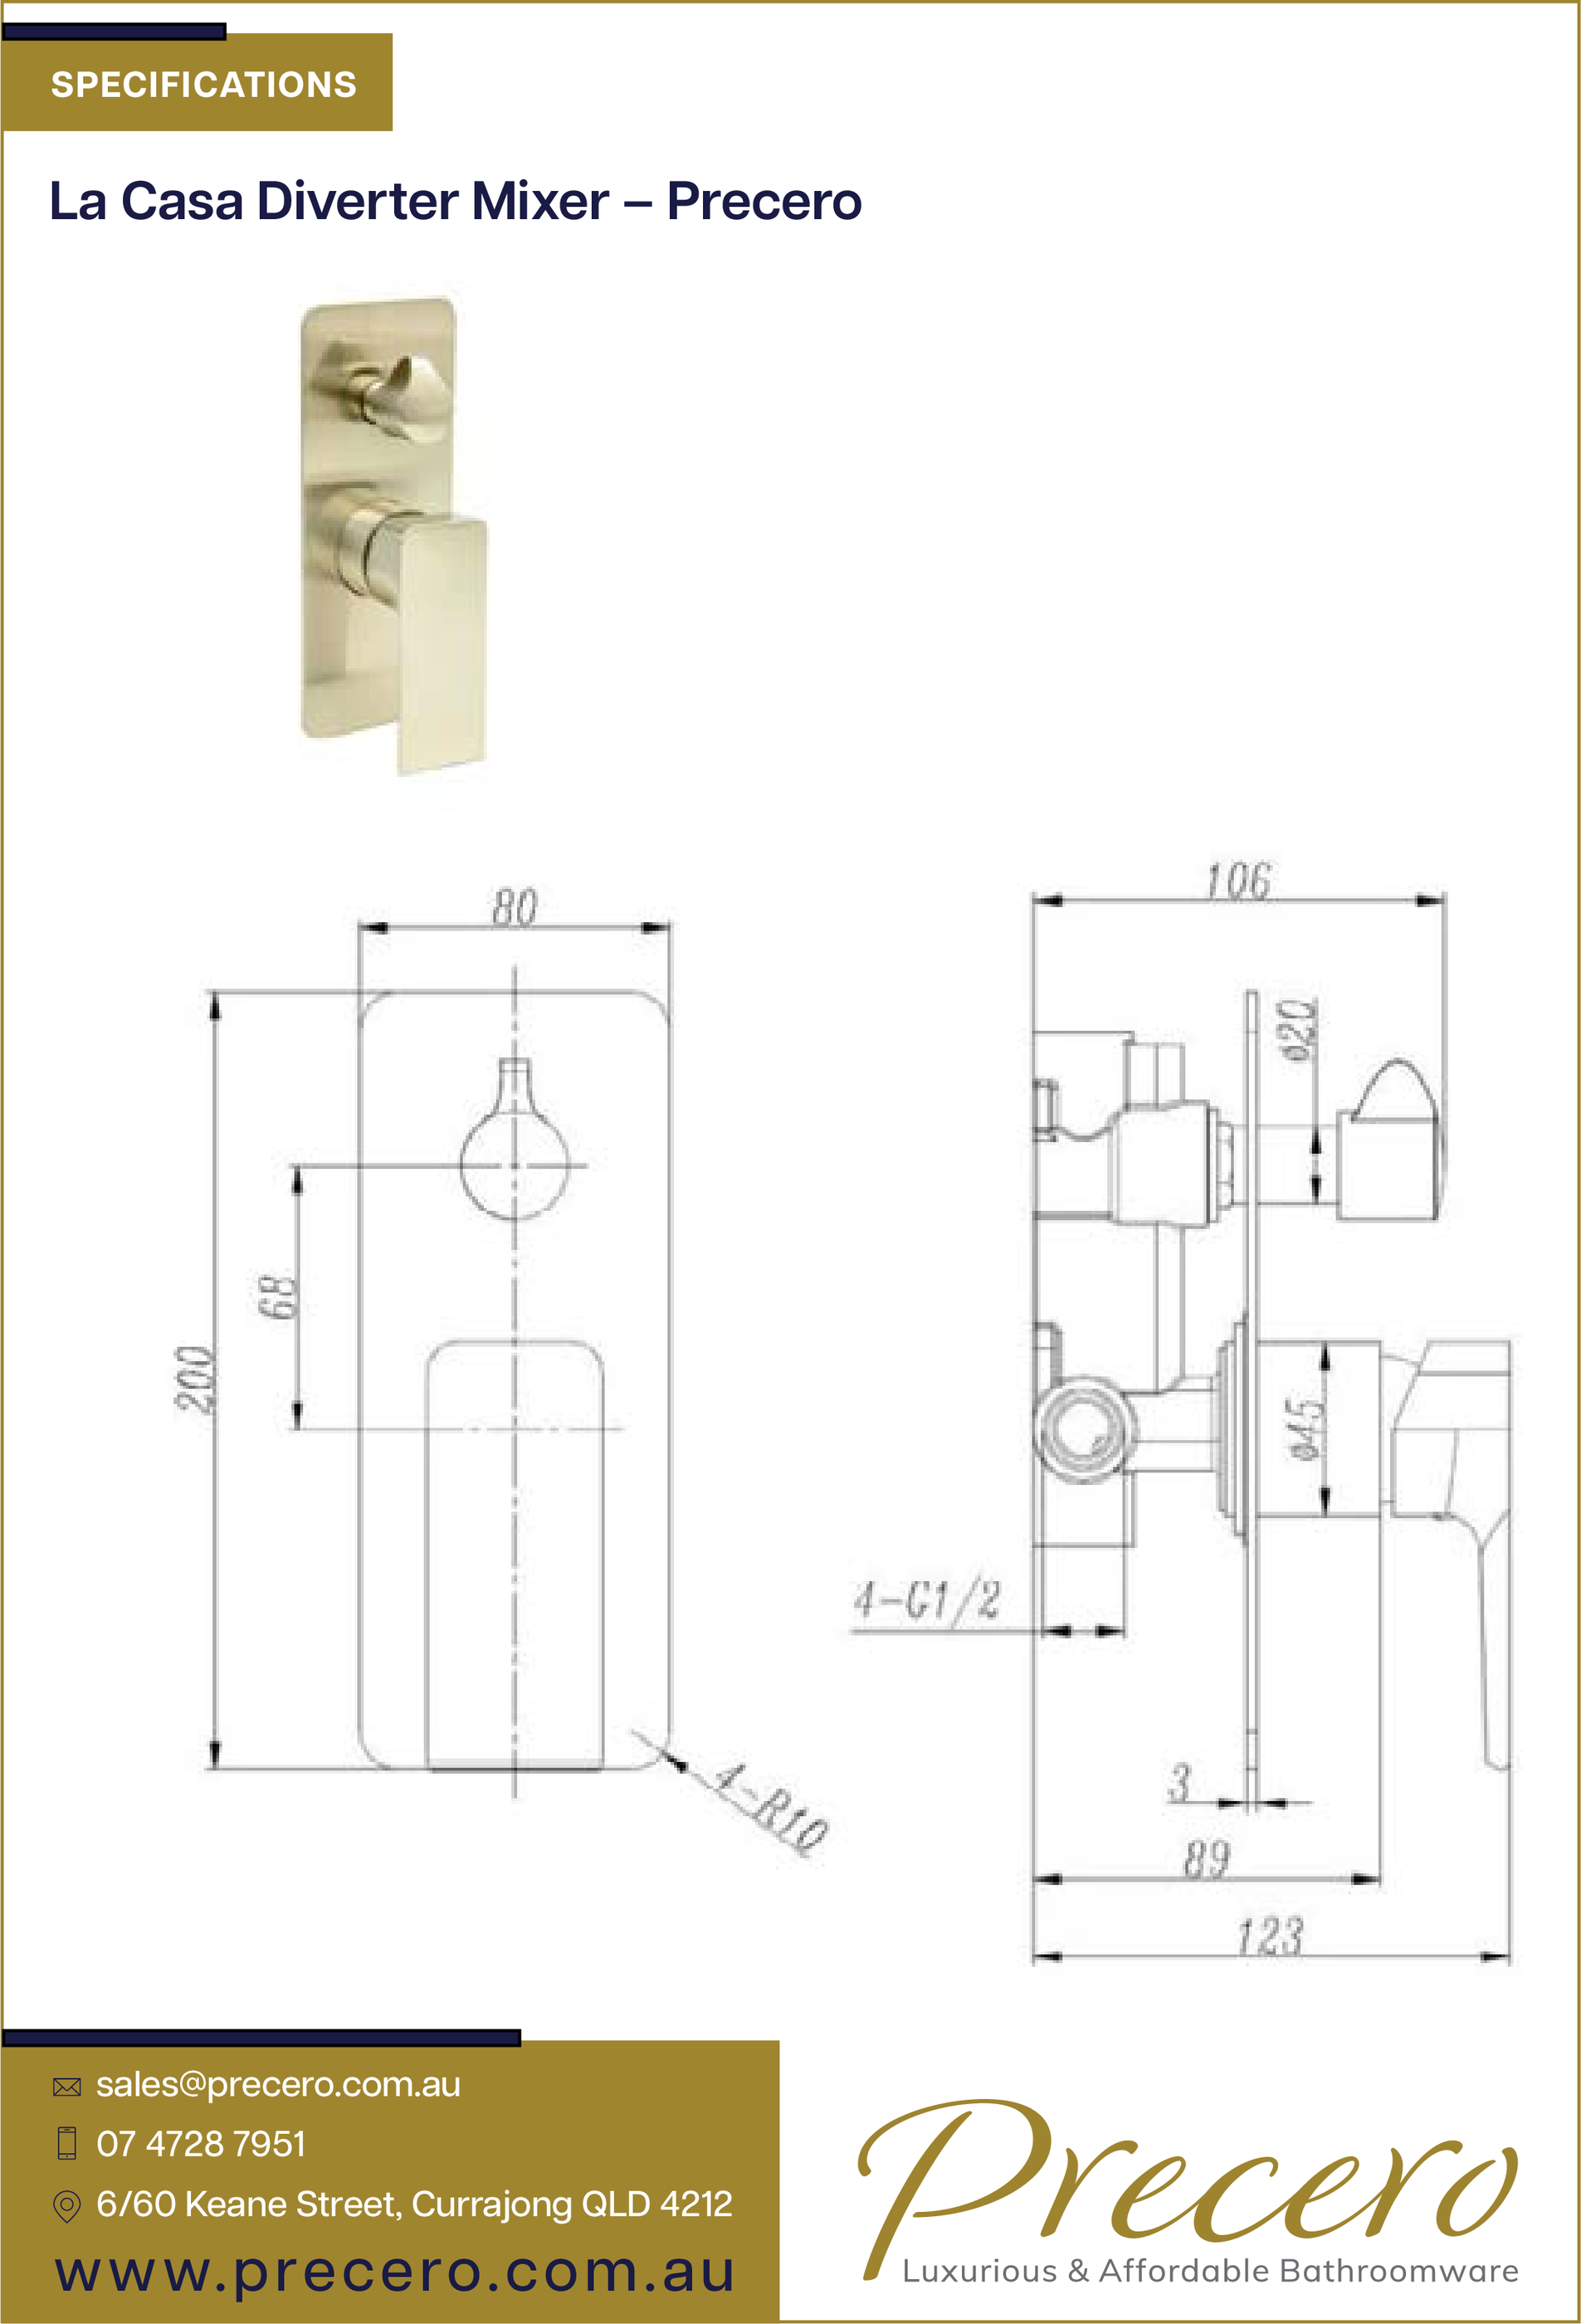 SPECIFICATIONS
La Casa Diverter Mixer – Precero
106
80
ø20
68
200
ø45
4-G1/2
4-R10
3
89
123
sales@precero.com.au
07 4728 7951
6/60 Keane Street, Currajong QLD 4212
www.precero.com.au
Precero
Luxurious & Affordable Bathroomware